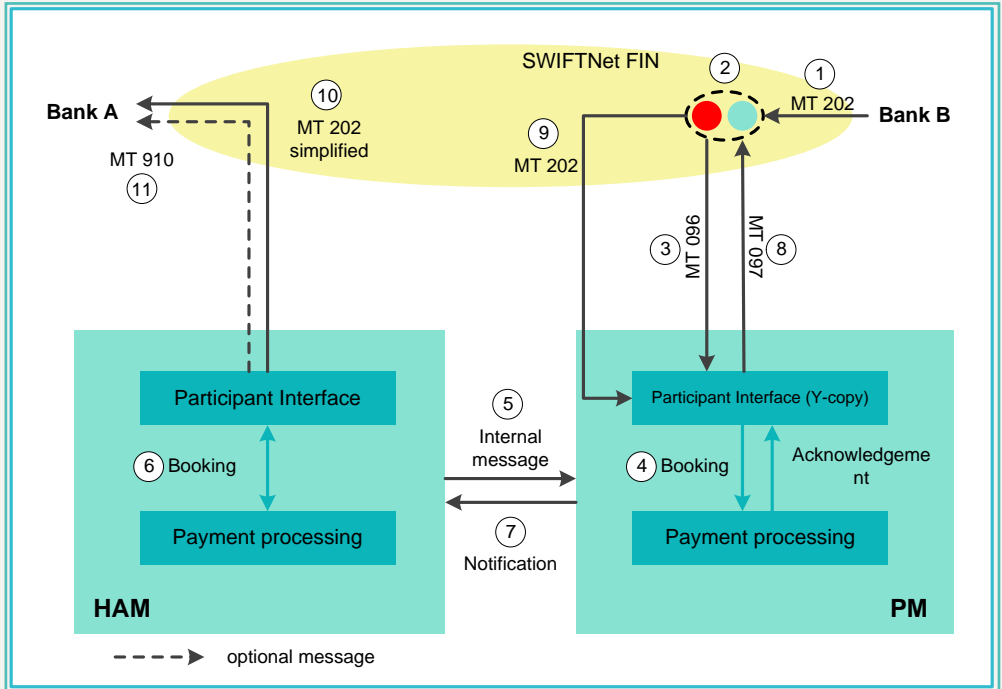 SWIFTNet FIN
2
1
MT 202
Bank B
Bank A
10
MT 202
simplified
9
MT 202
MT 910
11
3
MT 096
MT 097
8
Participant Interface
Participant Interface (Y-copy)
5
Internal
message
6 Booking
4 Booking
Acknowledgeme
nt
Payment processing
Payment processing
7
Notification
HAM
PM
optional message